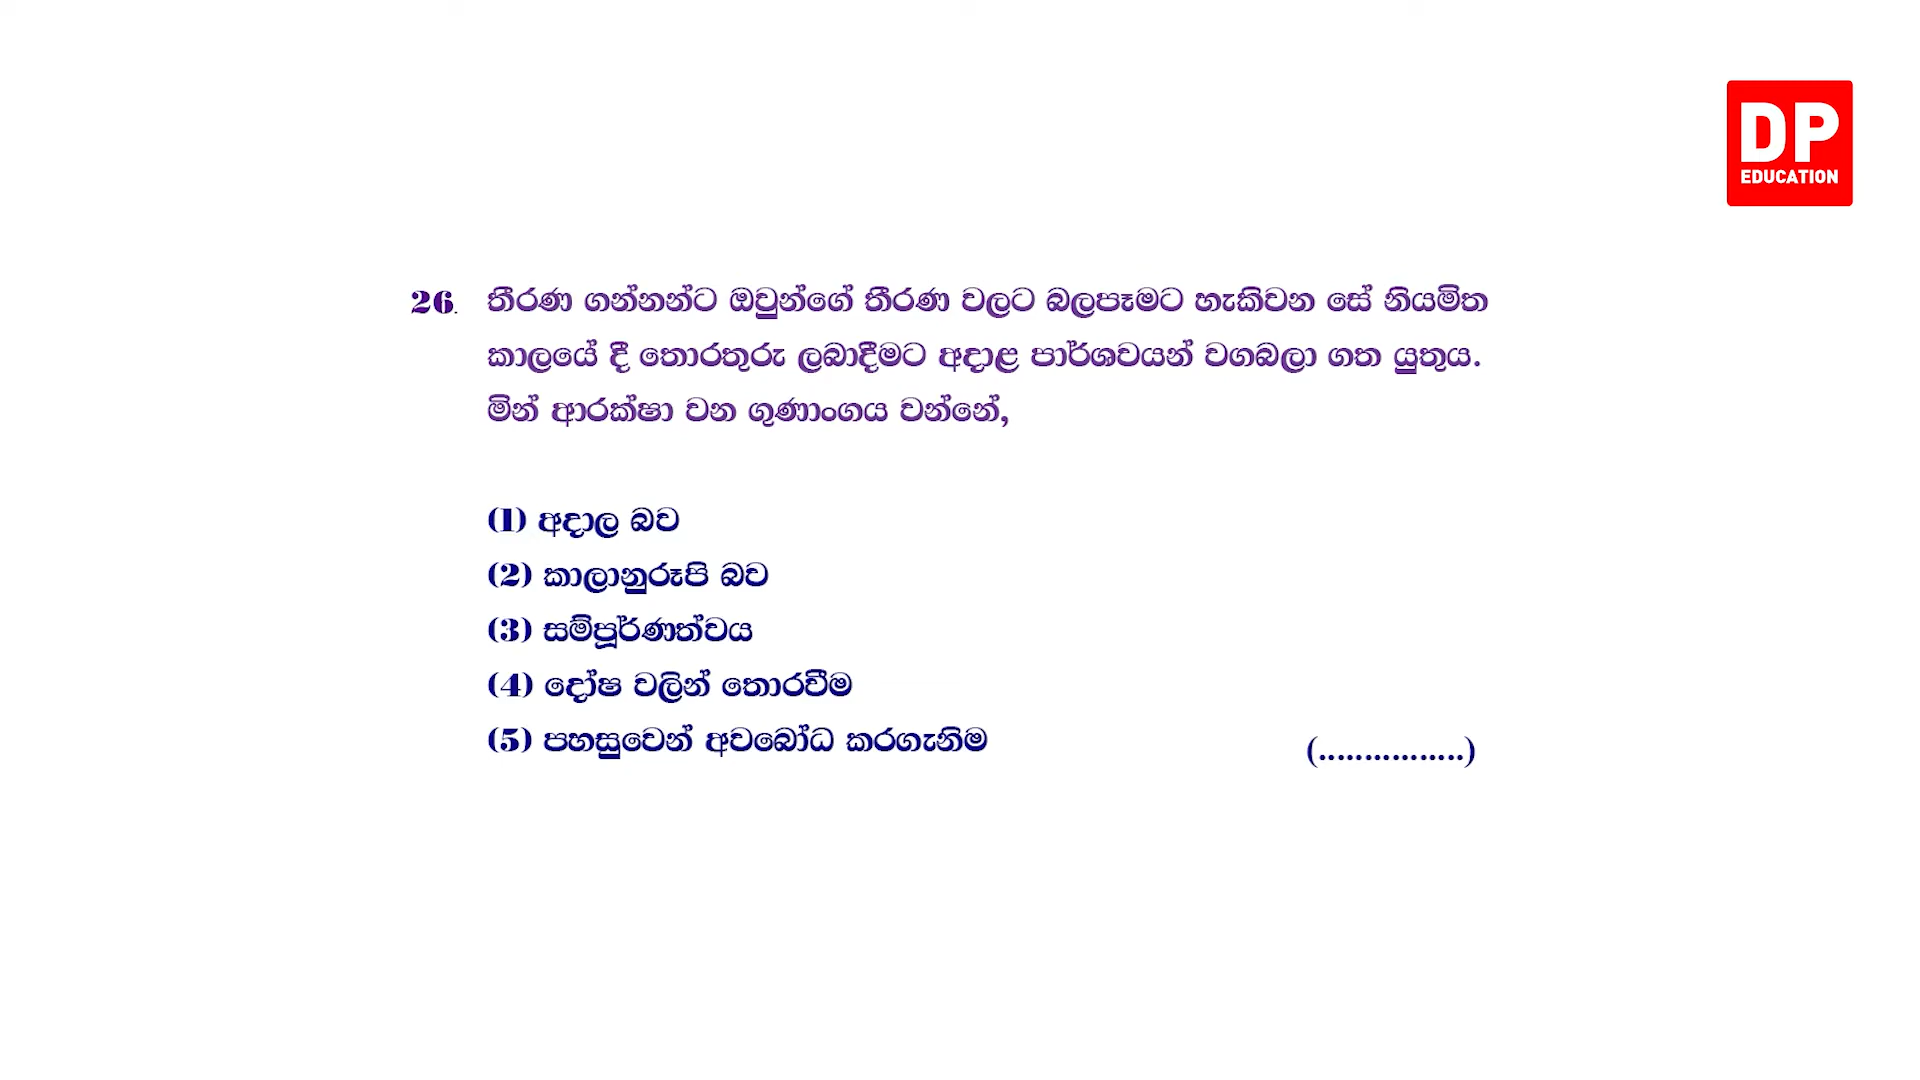 DP
EDUCATION
26. තීරණ ගන්නන්ට ඔවුන්ගේ තීරණ වලට බලපෑමට හැකිවන සේ නියමිත
කාලයේ දී තොරතුරු ලබාදීමට අදාළ පාර්ශවයන් වගබලා ගත යුතුය.
මින් ආරක්ෂා වන ගුණාංගය වන්නේ,
(1) අදාල බව
(2) කාලානුරූපි බව
(3) සම්පූර්ණත්වය
(4) දෝෂ වලින් තොරවීම
(5) පහසුවෙන් අවබෝධ කරගැනිම (................)